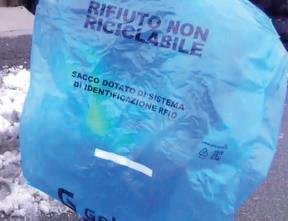 RIFIUTO NON
RICICLABILE
SACCO DOTATO DI SISTEMA
DI IDENTIFICAZIONE RFID
G